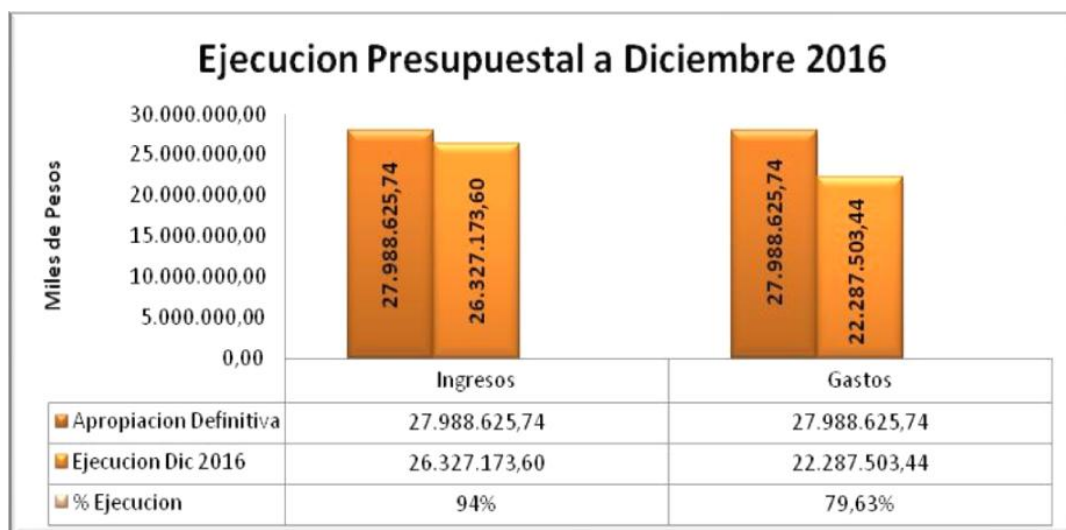 Ejecucion Presupuestal a Diciembre 2016
Miles de Pesos
30.000.000,00
25.000.000,00
20.000.000,00
15.000.000,00
10.000.000,00
5.000.000,00
0,00
27.988.625,74
26.327.173,60
27.988.625,74
22.287.503,44
Ingresos Gastos
Apropiacion Definitiva 27.988.625,74 27.988.625,74
Ejecucion Dic 2016 26.327.173,60 22.287.503,44
% Ejecucion 94% 79,63%